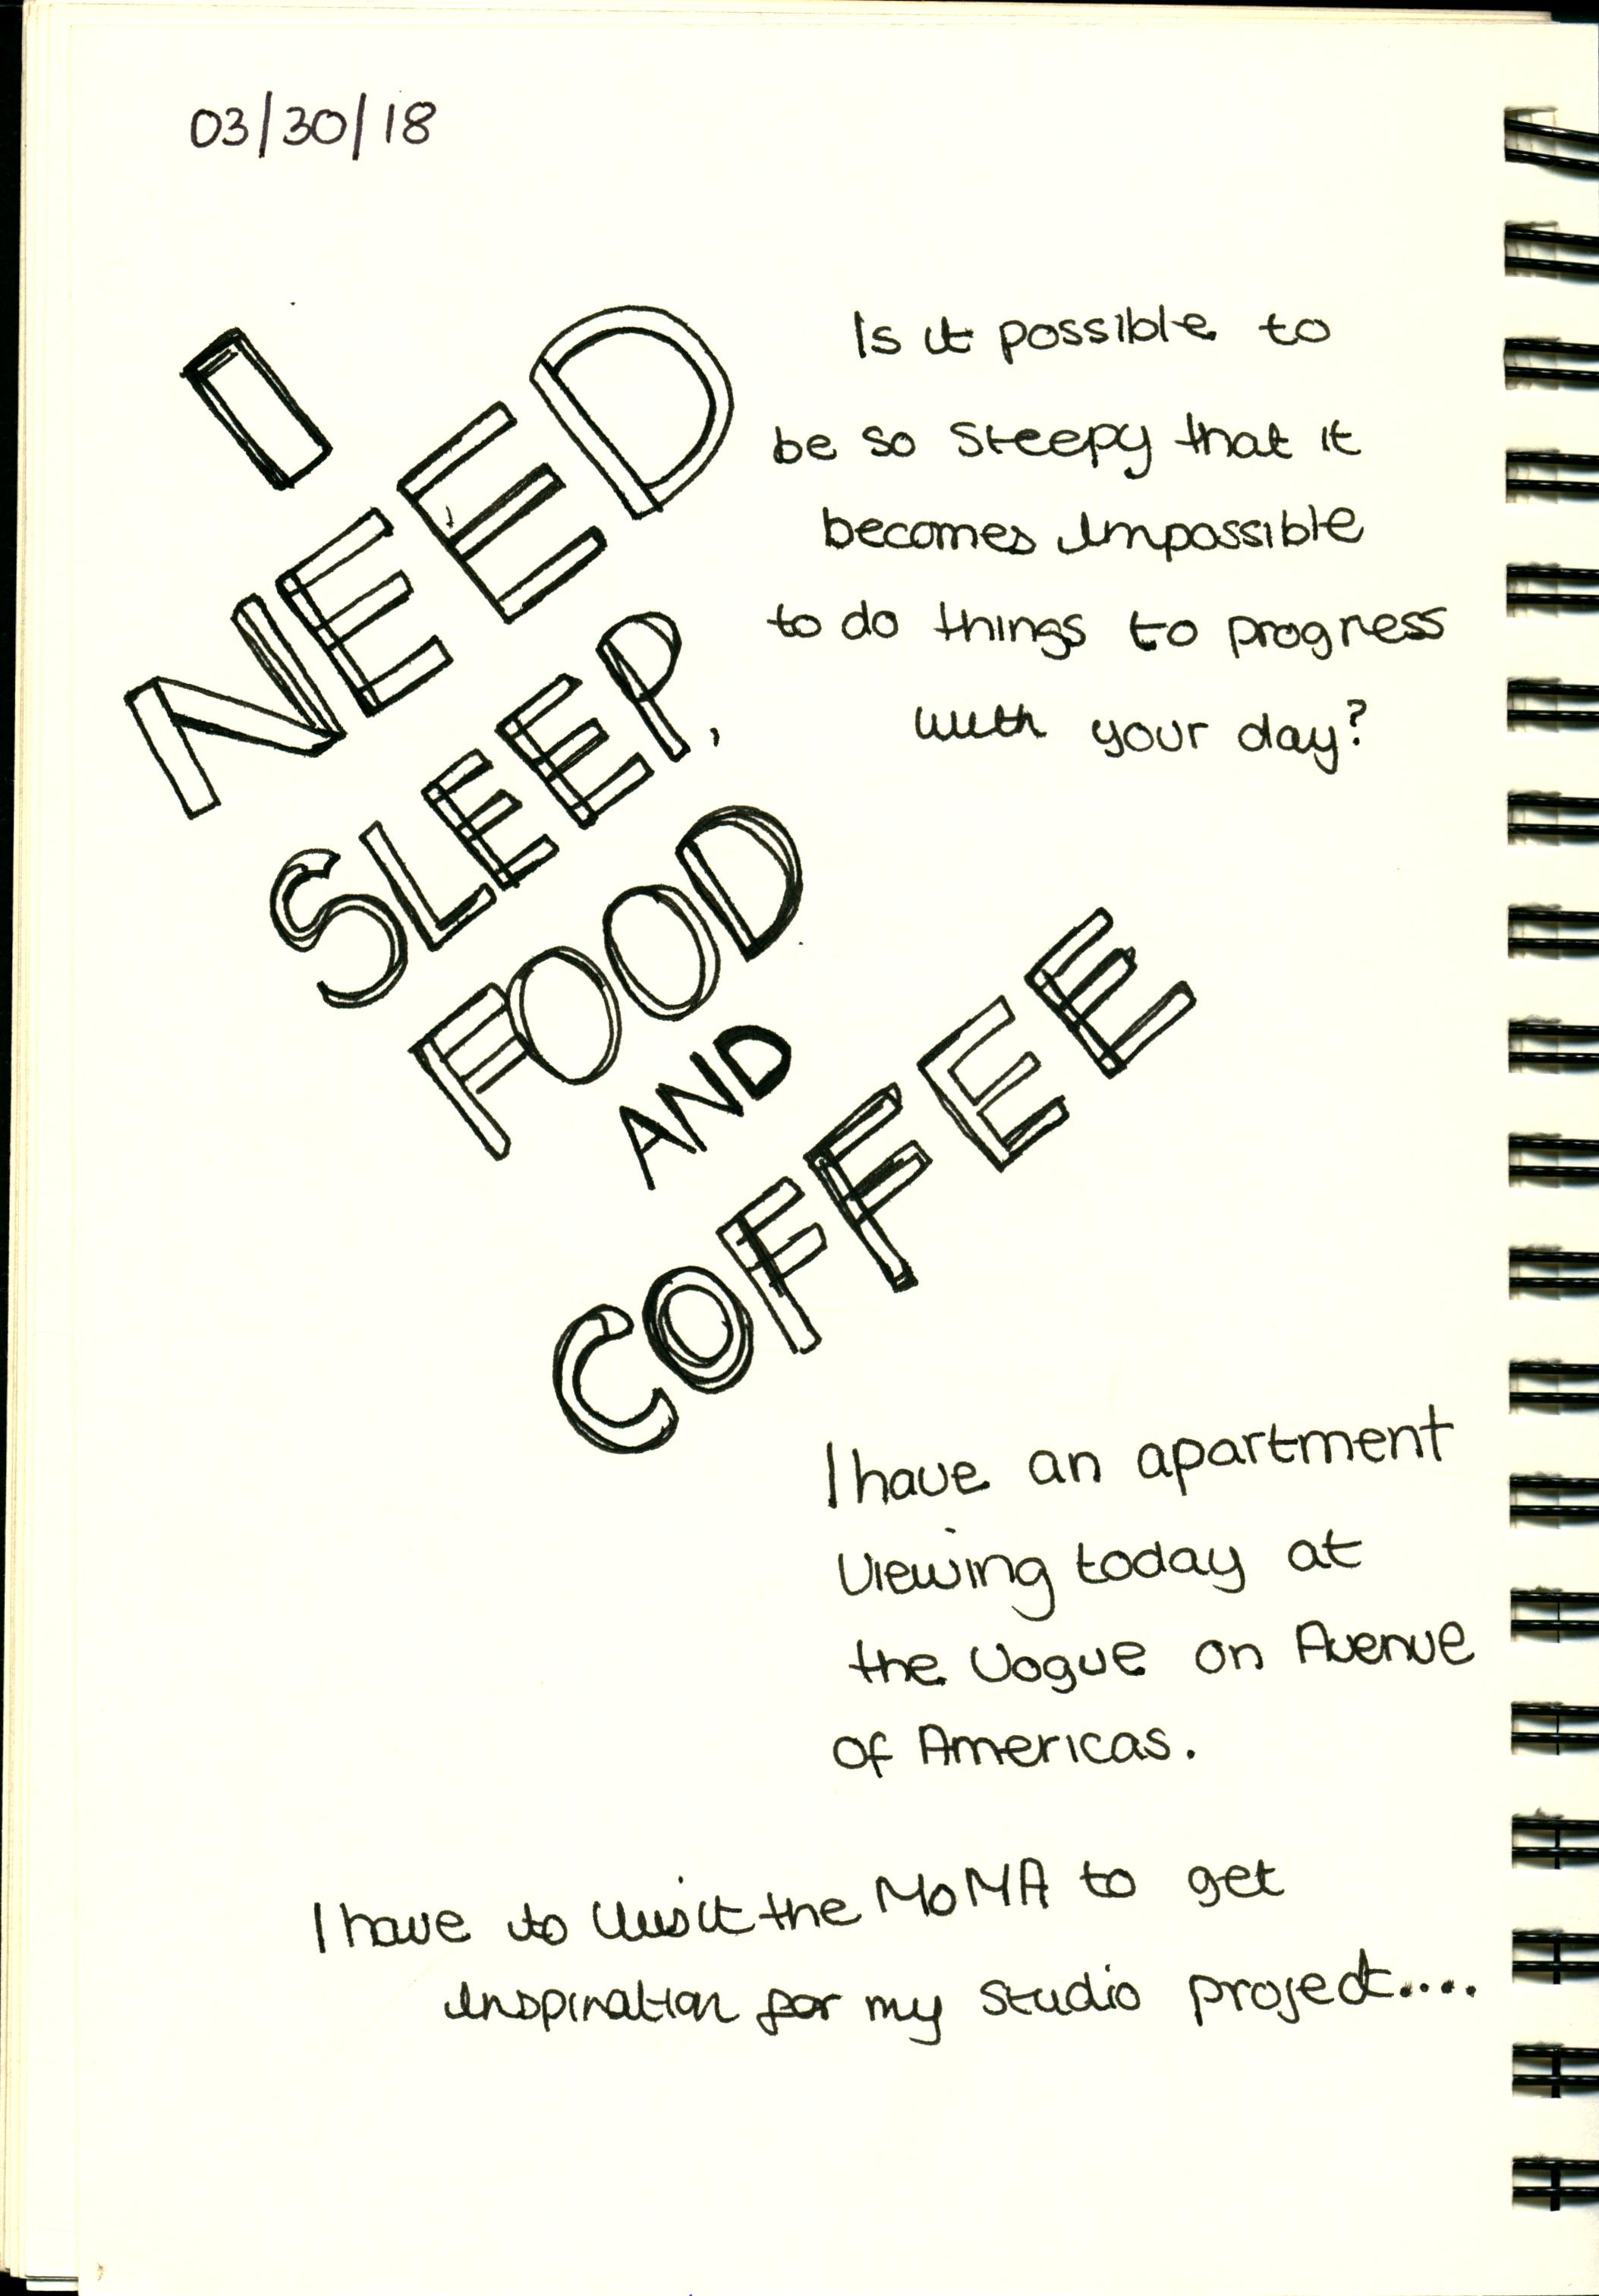 03/30/18
I
NEED
SLEEP,
FOOD
AND
COFFEE
Is it possible to
be so sleepy that it
becomes impossible
to do things to progress
with your day?
I have an apartment
viewing today at
the Vogue on Avenue
of Americas.
I have to visit the MoMA to get
inspiration for my studio project....